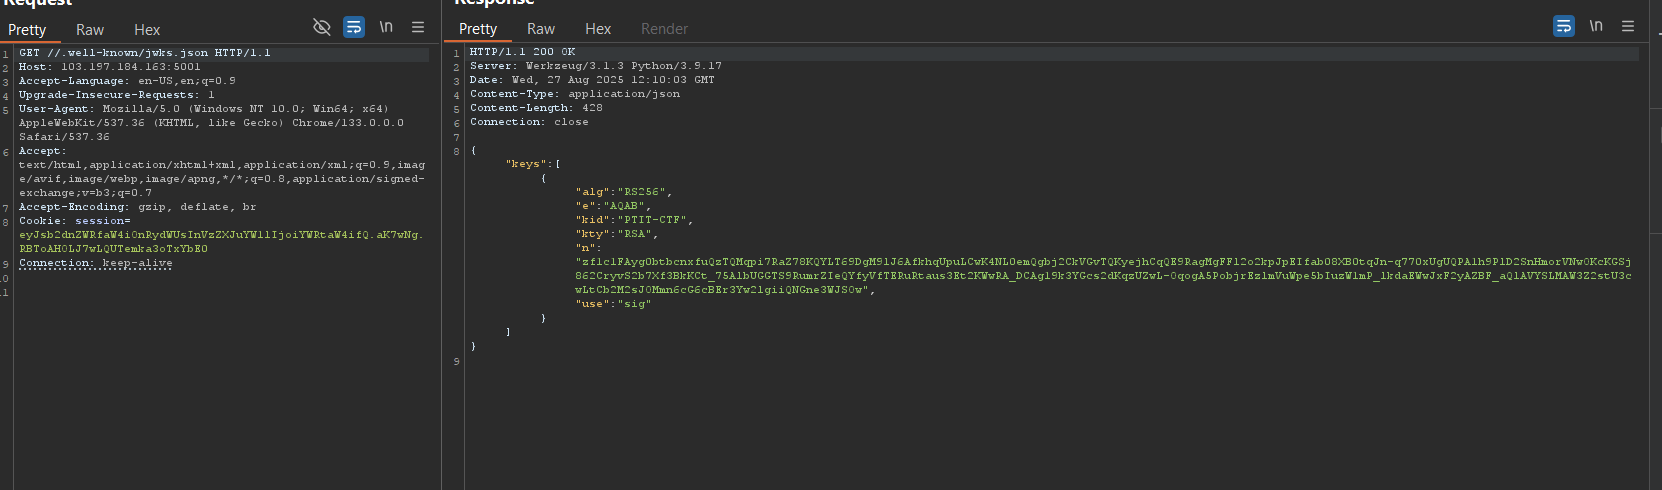 Request
Pretty Raw Hex
\n
1 GET //.well-known/jwks.json HTTP/1.1
2 Host: 103.197.184.163:5001
3 Accept-Language: en-US,en;q=0.9
4 Upgrade-Insecure-Requests: 1
5 User-Agent: Mozilla/5.0 (Windows NT 10.0; Win64; x64)
AppleWebKit/537.36 (KHTML, like Gecko) Chrome/133.0.0.0
Safari/537.36
6 Accept:
text/html,application/xhtml+xml,application/xml;q=0.9,imag
e/avif,image/webp,image/apng,*/*;q=0.8,application/signed-
exchange;v=b3;q=0.7
7 Accept-Encoding: gzip, deflate, br
8 Cookie: session=
9 Connection: keep-alive
10
11
Response
Pretty Raw Hex Render
\n
1 HTTP/1.1 200 OK
2 Server: Werkzeug/3.1.3 Python/3.9.17
3 Date: Wed, 27 Aug 2025 12:10:03 GMT
4 Content-Type: application/json
5 Content-Length: 428
6 Connection: close
7
8 {
"keys":[
{
"alg":"RS256",
"e":"AQAB",
"kid":"PTIT-CTF",
"kty":"RSA",
"n":
"use":"sig"
}
]
}
9